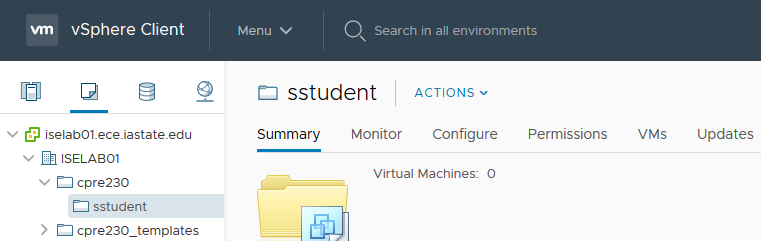 vm vSphere Client Menu Search in all environments
iselab01.ece.iastate.edu
ISELAB01
cpre230
sstudent
cpre230_templates
sstudent ACTIONS
Summary Monitor Configure Permissions VMs Updates
Virtual Machines: 0